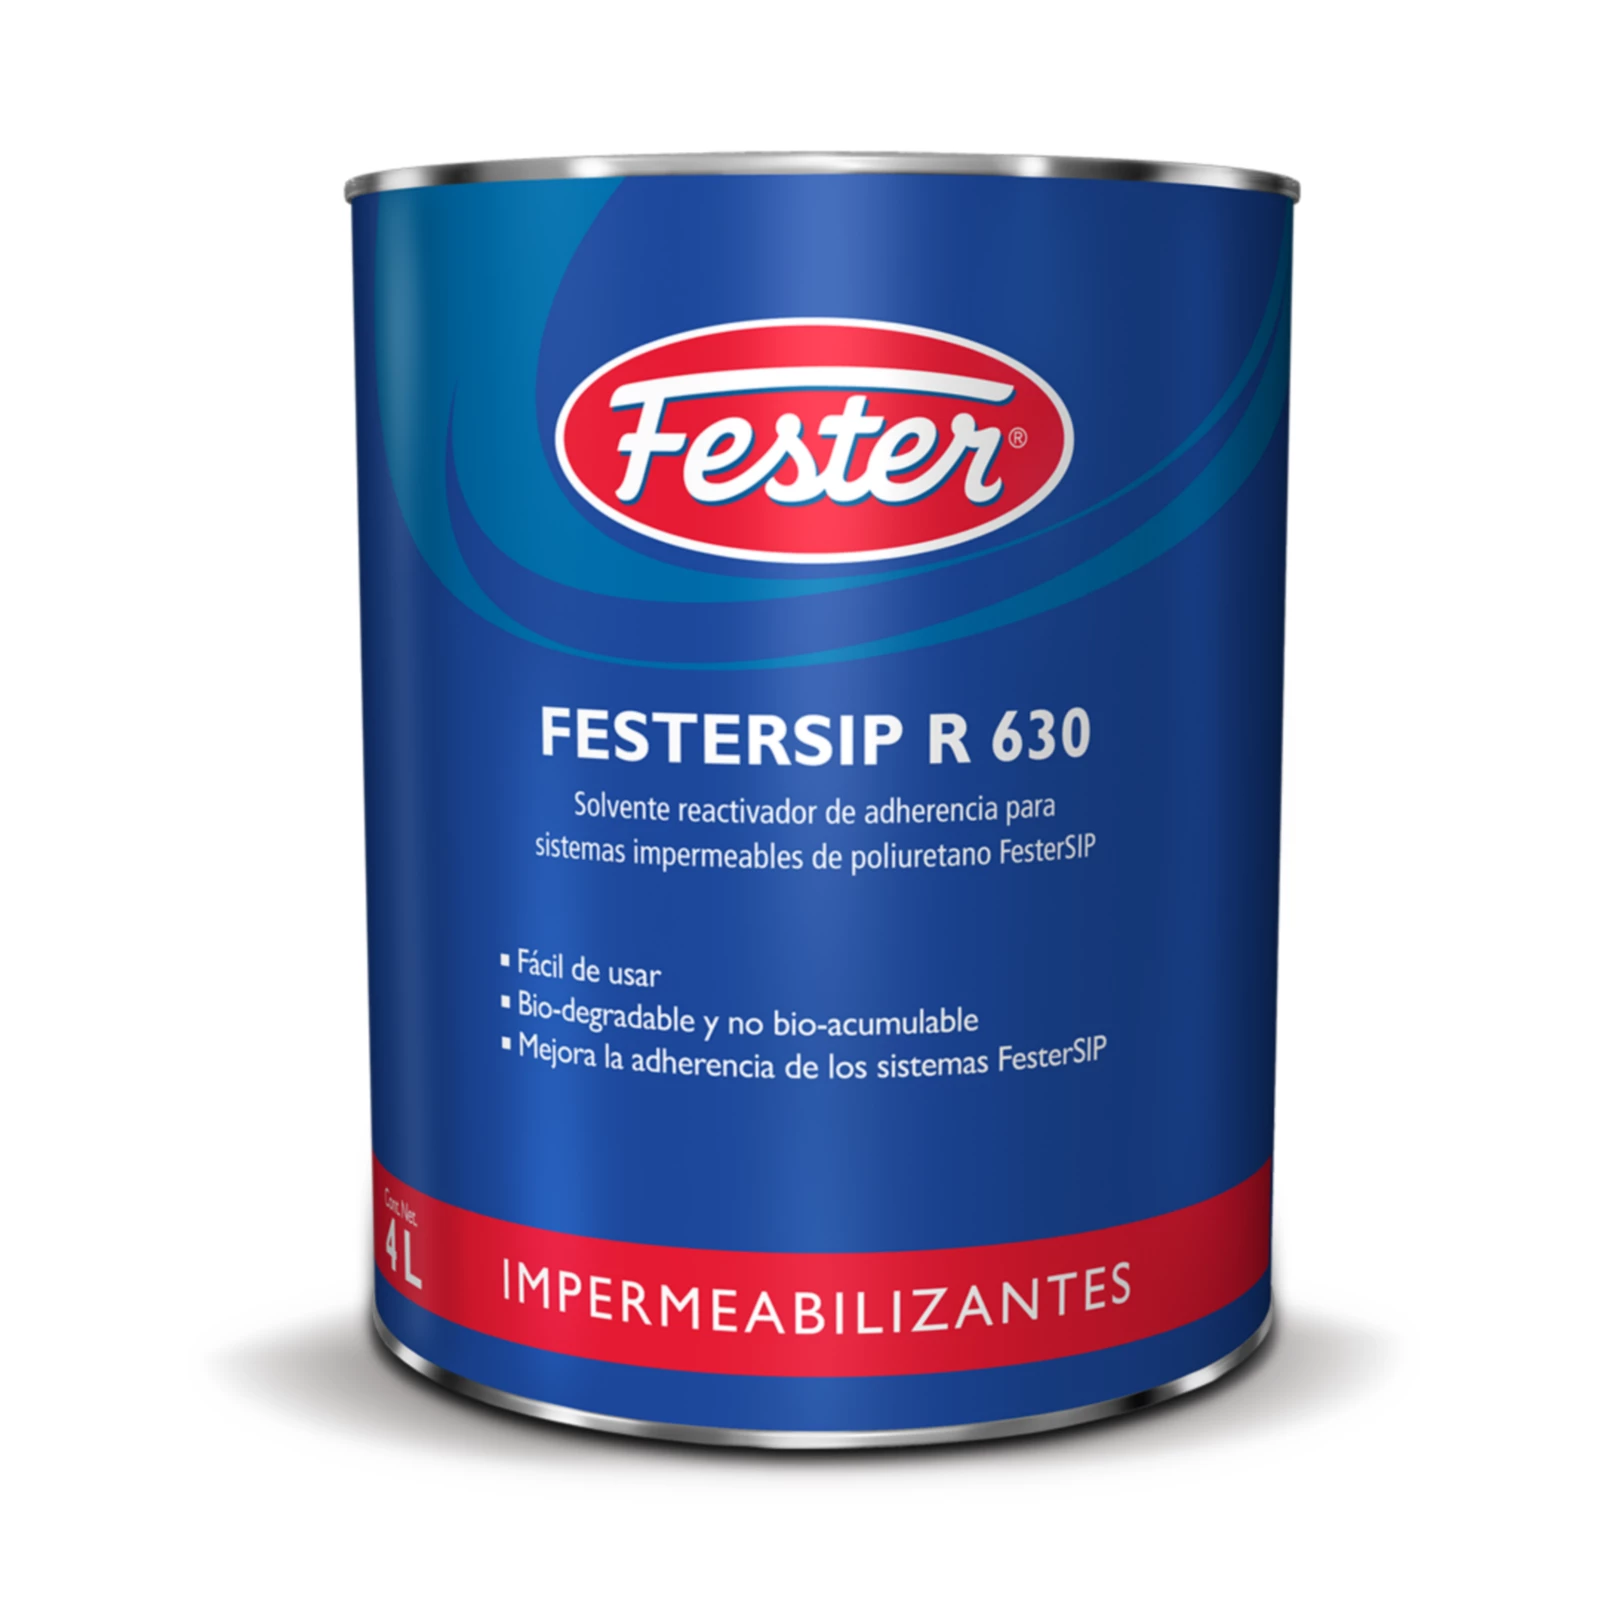 Fester®
FESTERSIP R 630
Solvente reactivador de adherencia para
sistemas impermeables de poliuretano FesterSIP
▪ Fácil de usar
▪ Bio-degradable y no bio-acumulable
▪ Mejora la adherencia de los sistemas FesterSIP
Cont. Net.
4 L
IMPERMEABILIZANTES